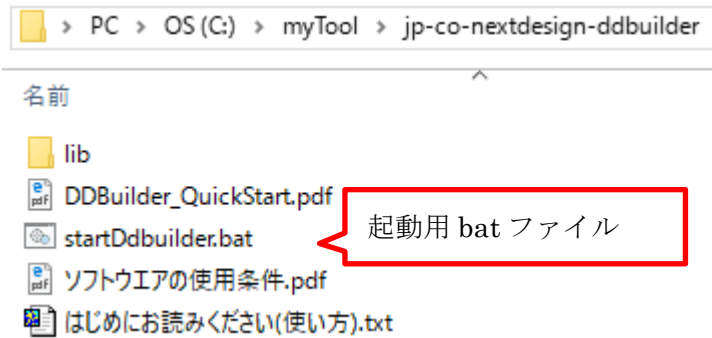 PC > OS (C:) > myTool > jp-co-nextdesign-ddbuilder
名前
lib
DDBuilder_QuickStart.pdf
startDdbuilder.bat
起動用 bat ファイル
ソフトウエアの使用条件.pdf
はじめにお読みください(使い方).txt